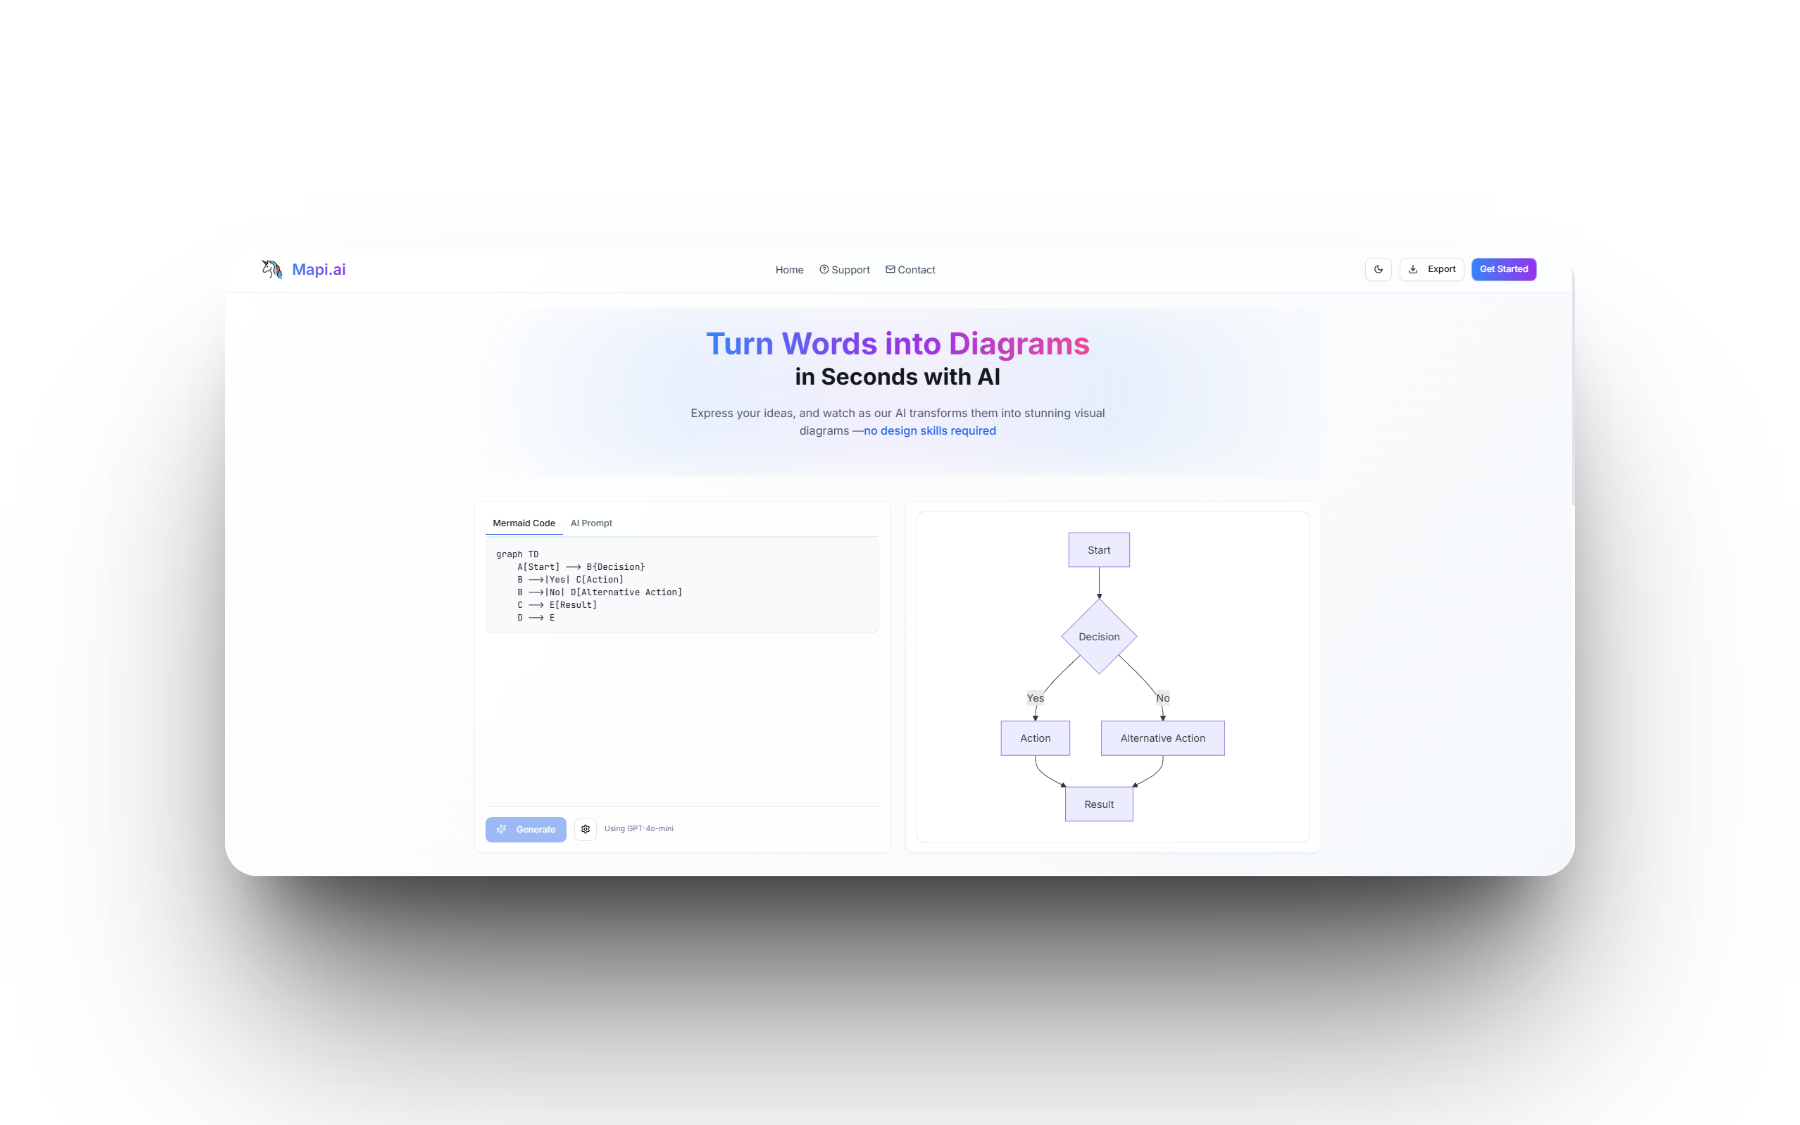 Mapi.ai
Home
Support
Contact
Export
Get Started
Turn Words into Diagrams
in Seconds with AI
Express your ideas, and watch as our AI transforms them into stunning visual
diagrams —no design skills required
Mermaid Code
AI Prompt
graph TD
    A[Start] --> B{Decision}
    B -->|Yes| C[Action]
    B -->|No| D[Alternative Action]
    C --> E[Result]
    D --> E
Generate
Using GPT-4o-mini
Start
Decision
Yes
No
Action
Alternative Action
Result